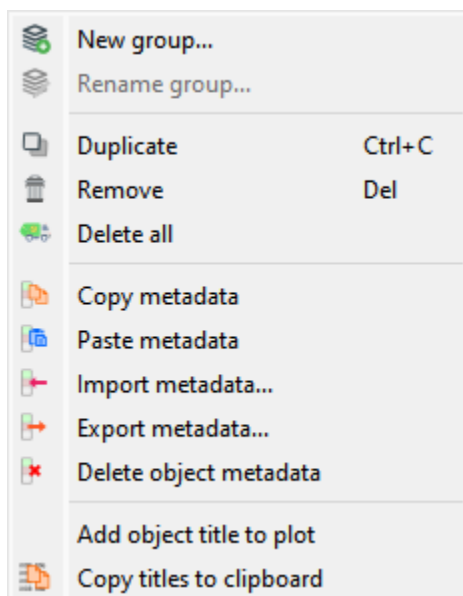 New group...
Rename group...
Duplicate Ctrl+C
Remove Del
Delete all
Copy metadata
Paste metadata
Import metadata...
Export metadata...
Delete object metadata
Add object title to plot
Copy titles to clipboard